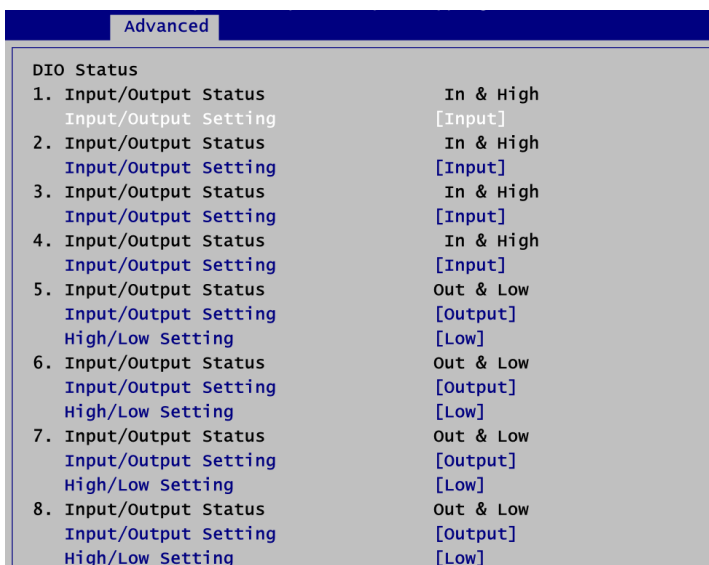 Advanced
DIO Status
1. Input/Output Status In & High
Input/Output Setting [Input]
2. Input/Output Status In & High
Input/Output Setting [Input]
3. Input/Output Status In & High
Input/Output Setting [Input]
4. Input/Output Status In & High
Input/Output Setting [Input]
5. Input/Output Status Out & Low
Input/Output Setting [Output]
High/Low Setting [Low]
6. Input/Output Status Out & Low
Input/Output Setting [Output]
High/Low Setting [Low]
7. Input/Output Status Out & Low
Input/Output Setting [Output]
High/Low Setting [Low]
8. Input/Output Status Out & Low
Input/Output Setting [Output]
High/Low Setting [Low]